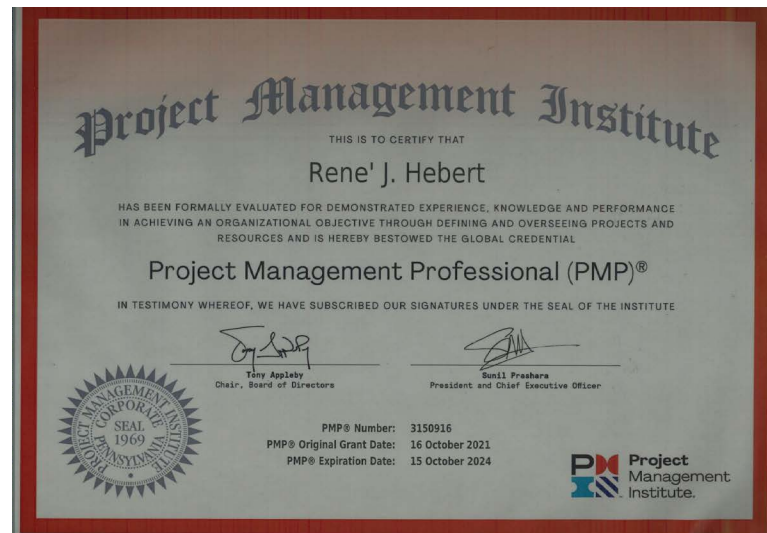 Project Management Institute
THIS IS TO CERTIFY THAT
Rene' J. Hebert
HAS BEEN FORMALLY EVALUATED FOR DEMONSTRATED EXPERIENCE, KNOWLEDGE AND PERFORMANCE
IN ACHIEVING AN ORGANIZATIONAL OBJECTIVE THROUGH DEFINING AND OVERSEEING PROJECTS AND
RESOURCES AND IS HEREBY BESTOWED THE GLOBAL CREDENTIAL
Project Management Professional (PMP)®
IN TESTIMONY WHEREOF, WE HAVE SUBSCRIBED OUR SIGNATURES UNDER THE SEAL OF THE INSTITUTE
Tony Appleby
Chair, Board of Directors
Sunil Prashara
President and Chief Executive Officer
PROJECT MANAGEMENT INSTITUTE
CORPORATE
SEAL
1969
PENNSYLVANIA
PMP® Number: 3150916
PMP® Original Grant Date: 16 October 2021
PMP® Expiration Date: 15 October 2024
Project
Management
Institute.